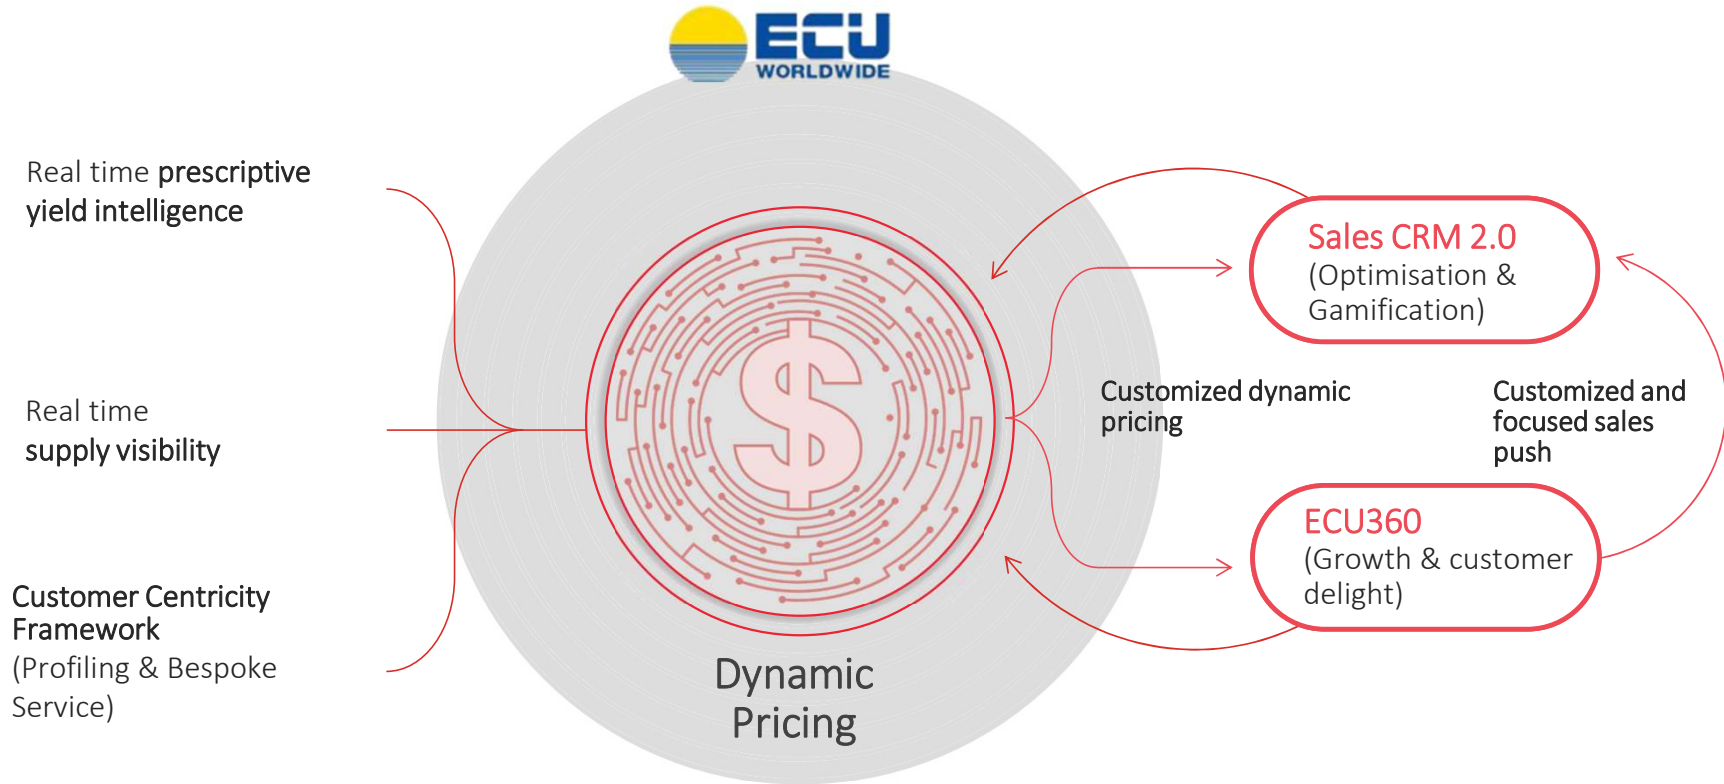 ECU
WORLDWIDE
Real time prescriptive
yield intelligence
Real time
supply visibility
Customer Centricity
Framework
(Profiling & Bespoke
Service)
$
Dynamic
Pricing
Sales CRM 2.0
(Optimisation &
Gamification)
Customized dynamic
pricing
Customized and
focused sales
push
ECU360
(Growth & customer
delight)